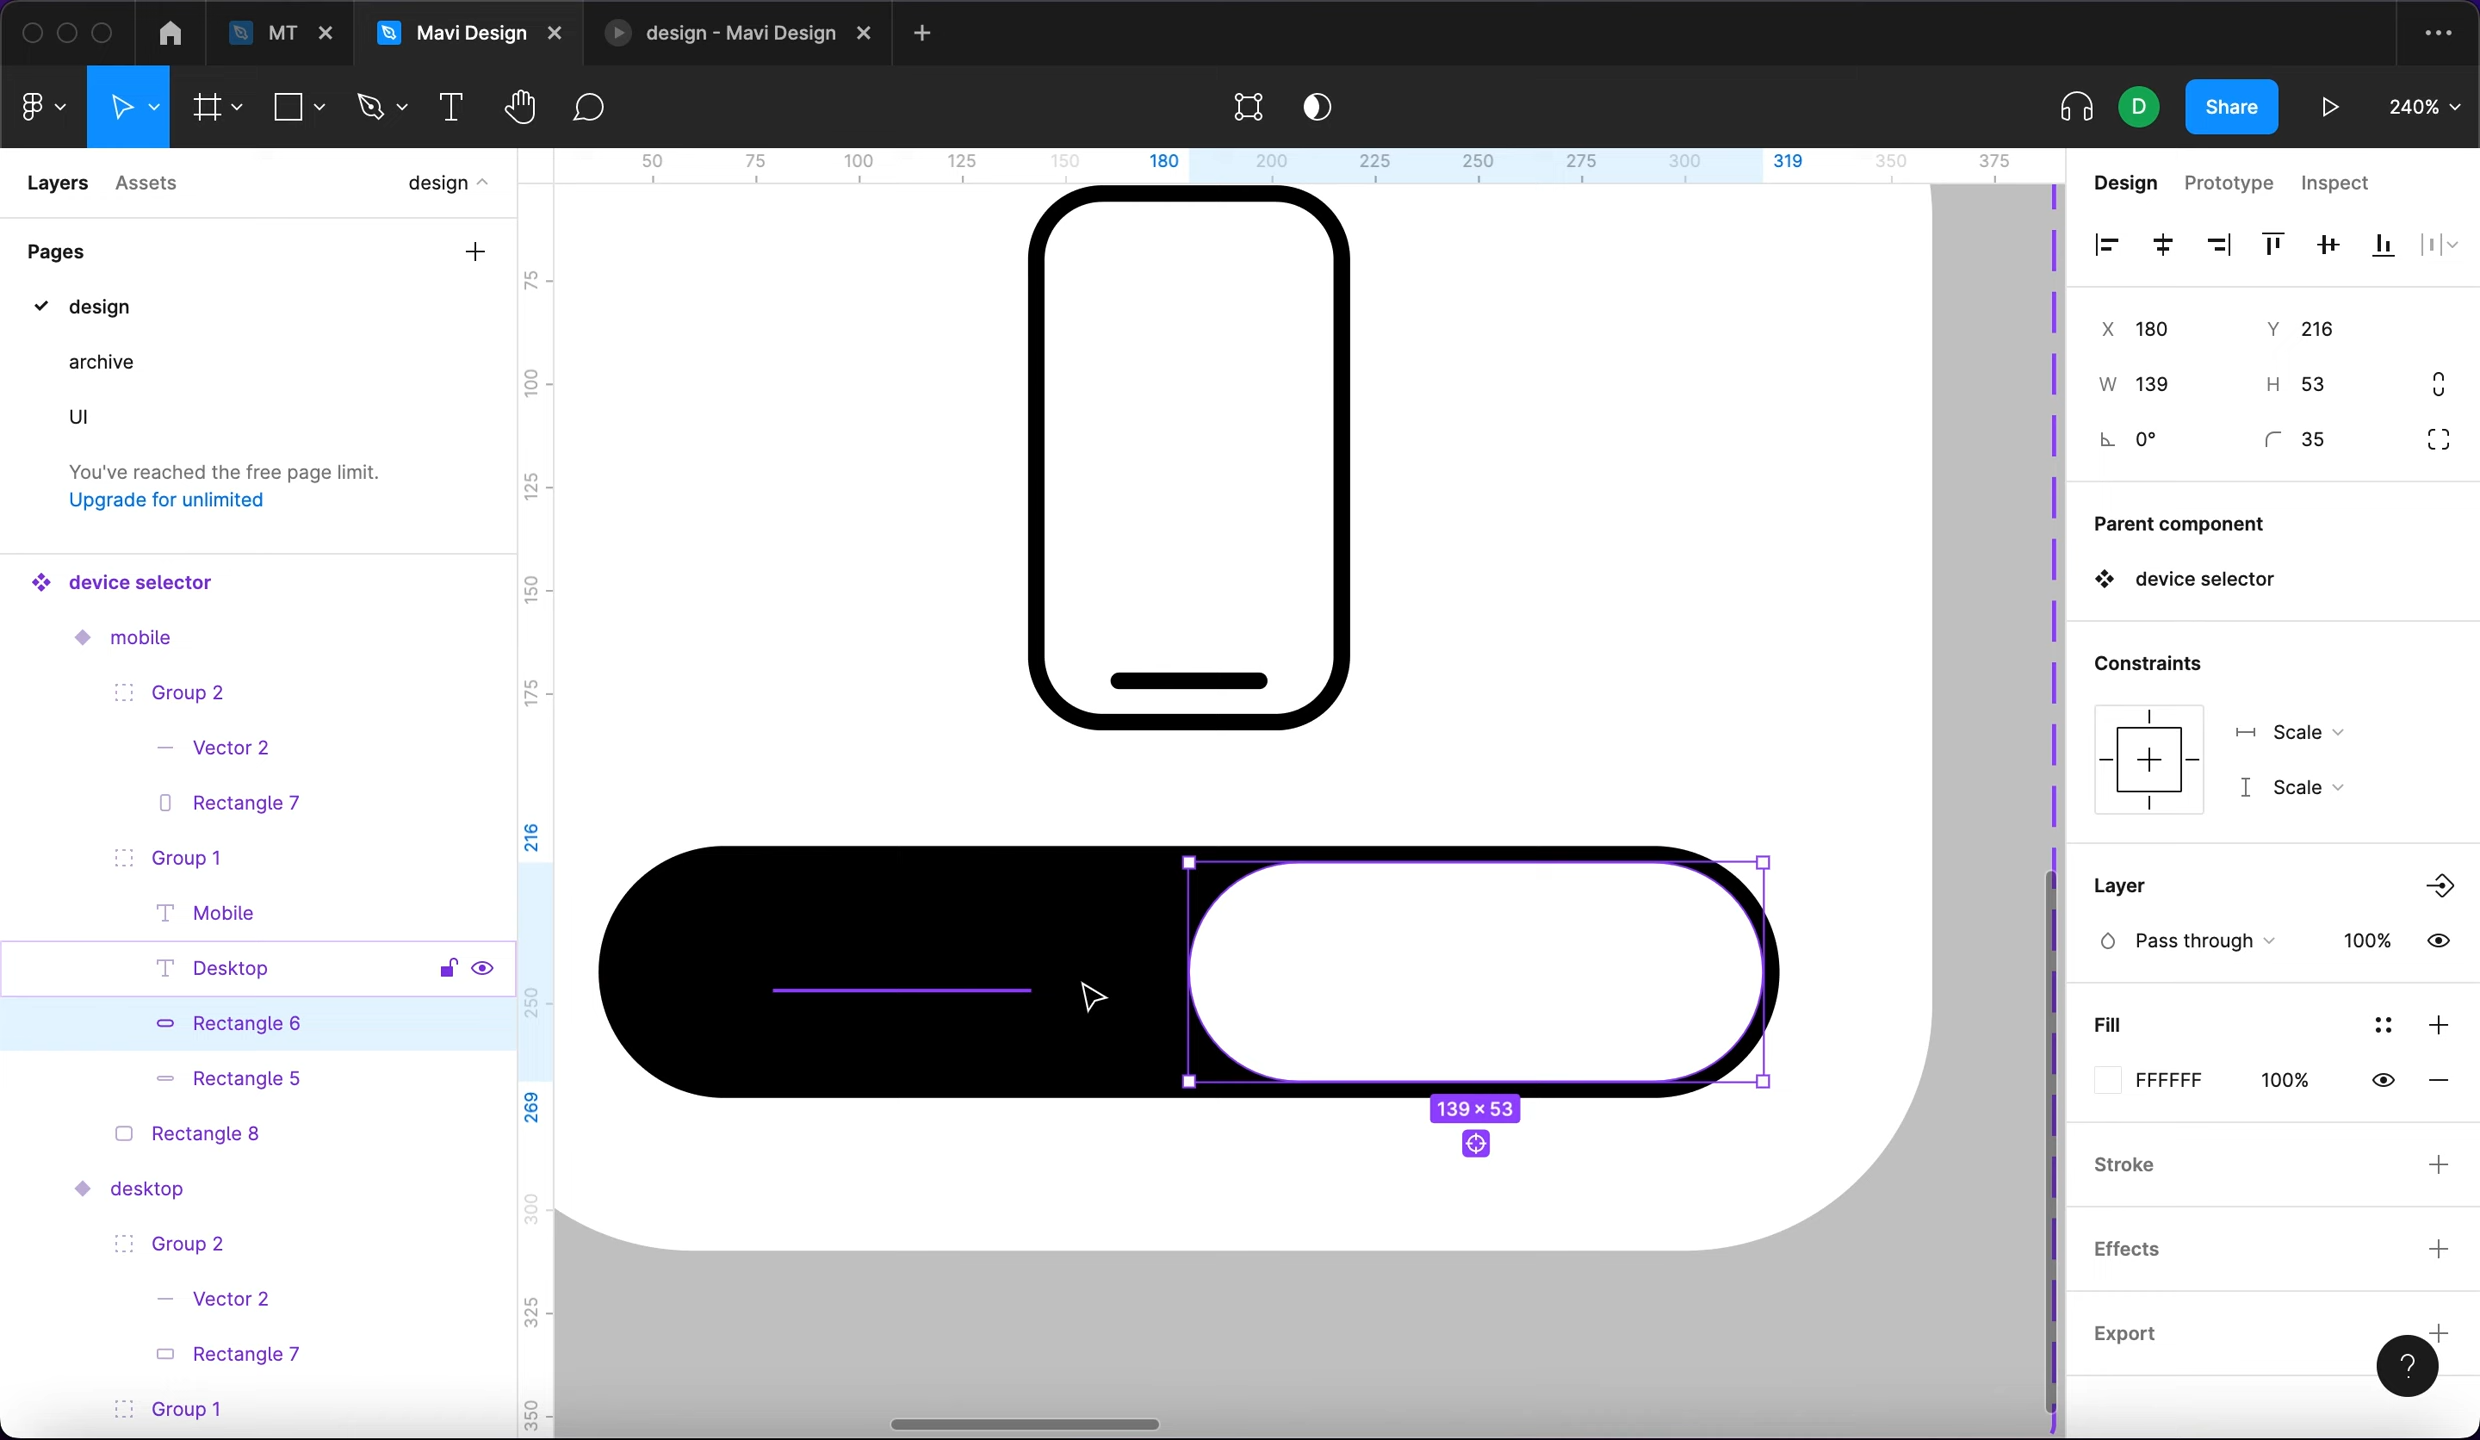 MT
Mavi Design
design - Mavi Design
D
Share
240%
Layers
Assets
design
Pages
design
archive
UI
You've reached the free page limit.
Upgrade for unlimited
device selector
mobile
Group 2
Vector 2
Rectangle 7
Group 1
Mobile
Desktop
Rectangle 6
Rectangle 5
Rectangle 8
desktop
Group 2
Vector 2
Rectangle 7
Group 1
50 75 100 125 150 180 200 225 250 275 300 319 350 375
75
100
125
150
175
216
250
269
300
325
350
139 × 53
Design
Prototype
Inspect
X 180 Y 216
W 139 H 53
0° 35
Parent component
device selector
Constraints
Scale
Scale
Layer
Pass through 100%
Fill
FFFFFF 100%
Stroke
Effects
Export
?